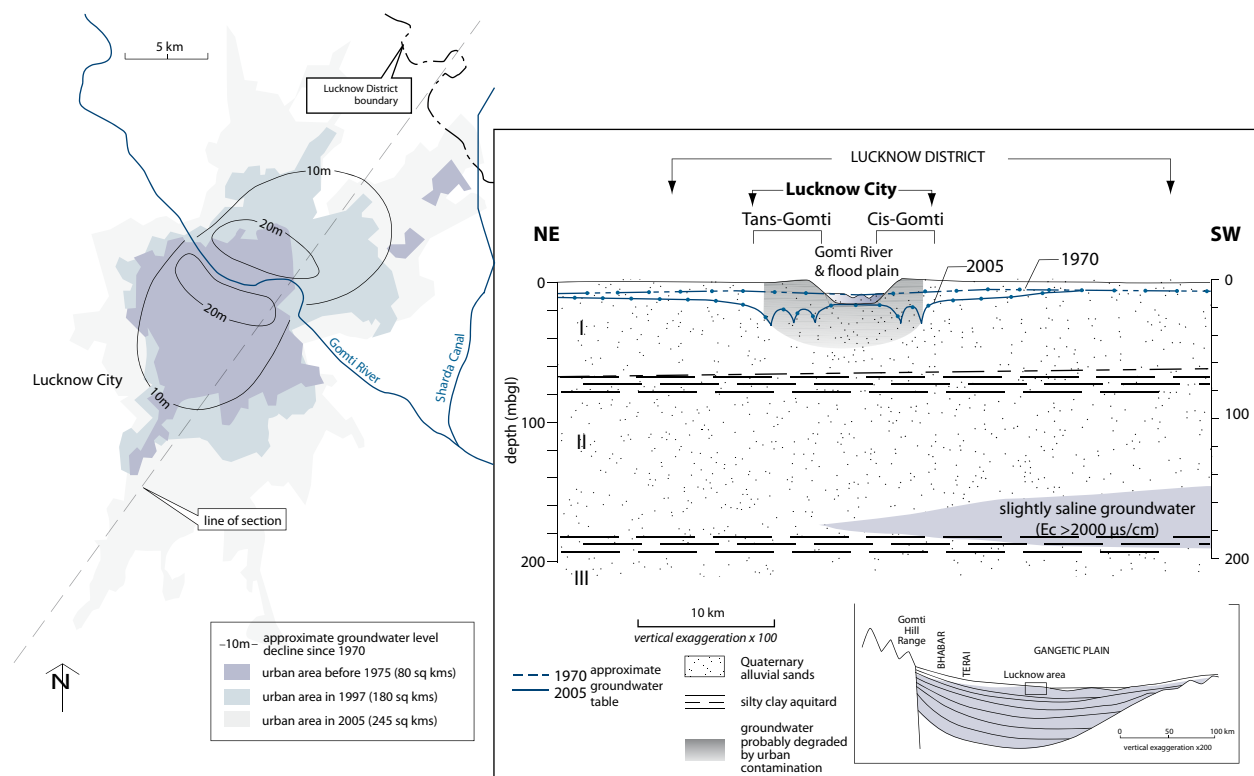 5 km
Lucknow District
boundary
10m
20m
20m
10m
Lucknow City
Gomti River
Sharda Canal
line of section
N
–10m– approximate groundwater level
decline since 1970
urban area before 1975 (80 sq kms)
urban area in 1997 (180 sq kms)
urban area in 2005 (245 sq kms)
LUCKNOW DISTRICT
Lucknow City
Tans-Gomti
Cis-Gomti
NE
SW
Gomti River
& flood plain
2005
1970
0
100
200
depth (mbgl)
0
100
200
I
II
III
slightly saline groundwater
(Ec >2000 µs/cm)
10 km
vertical exaggeration x 100
1970
2005
approximate
groundwater
table
Quaternary
alluvial sands
silty clay aquitard
groundwater
probably degraded
by urban
contamination
Gomti
Hill
Range
BHABAR
TERAI
GANGETIC PLAIN
Lucknow area
0 50 100 km
vertical exaggeration x200